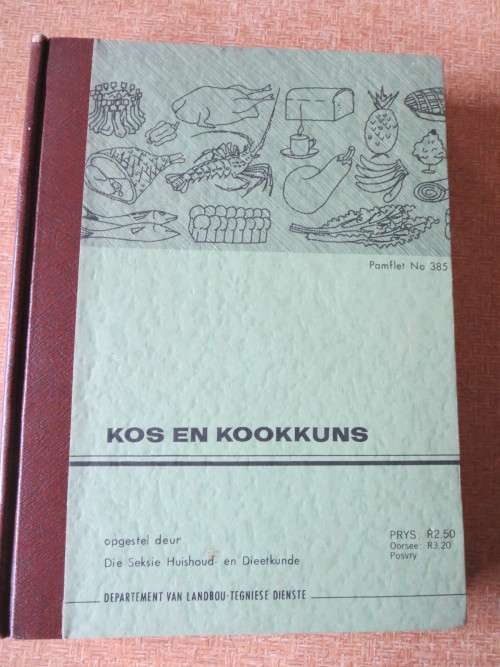 Pamflet No 385
KOS EN KOOKKUNS
opgestel deur
Die Seksie Huishoud- en Dieetkunde
DEPARTEMENT VAN LANDBOU-TEGNIESE DIENSTE
PRYS: R2.50
Oorsee: R3.20
Posvry